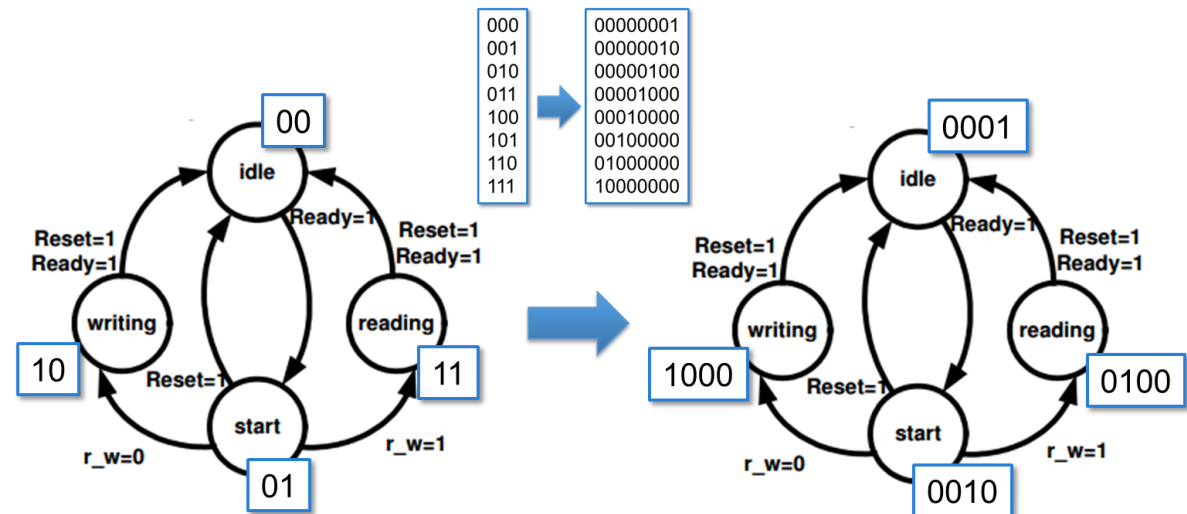 000
001
010
011
100
101
110
111
00000001
00000010
00000100
00001000
00010000
00100000
01000000
10000000
00
idle
Ready=1
Reset=1
Ready=1
Reset=1
Ready=1
writing
reading
10
11
Reset=1
start
r_w=0
r_w=1
01
0001
idle
Ready=1
Reset=1
Ready=1
Reset=1
Ready=1
writing
reading
1000
0100
Reset=1
start
r_w=0
r_w=1
0010